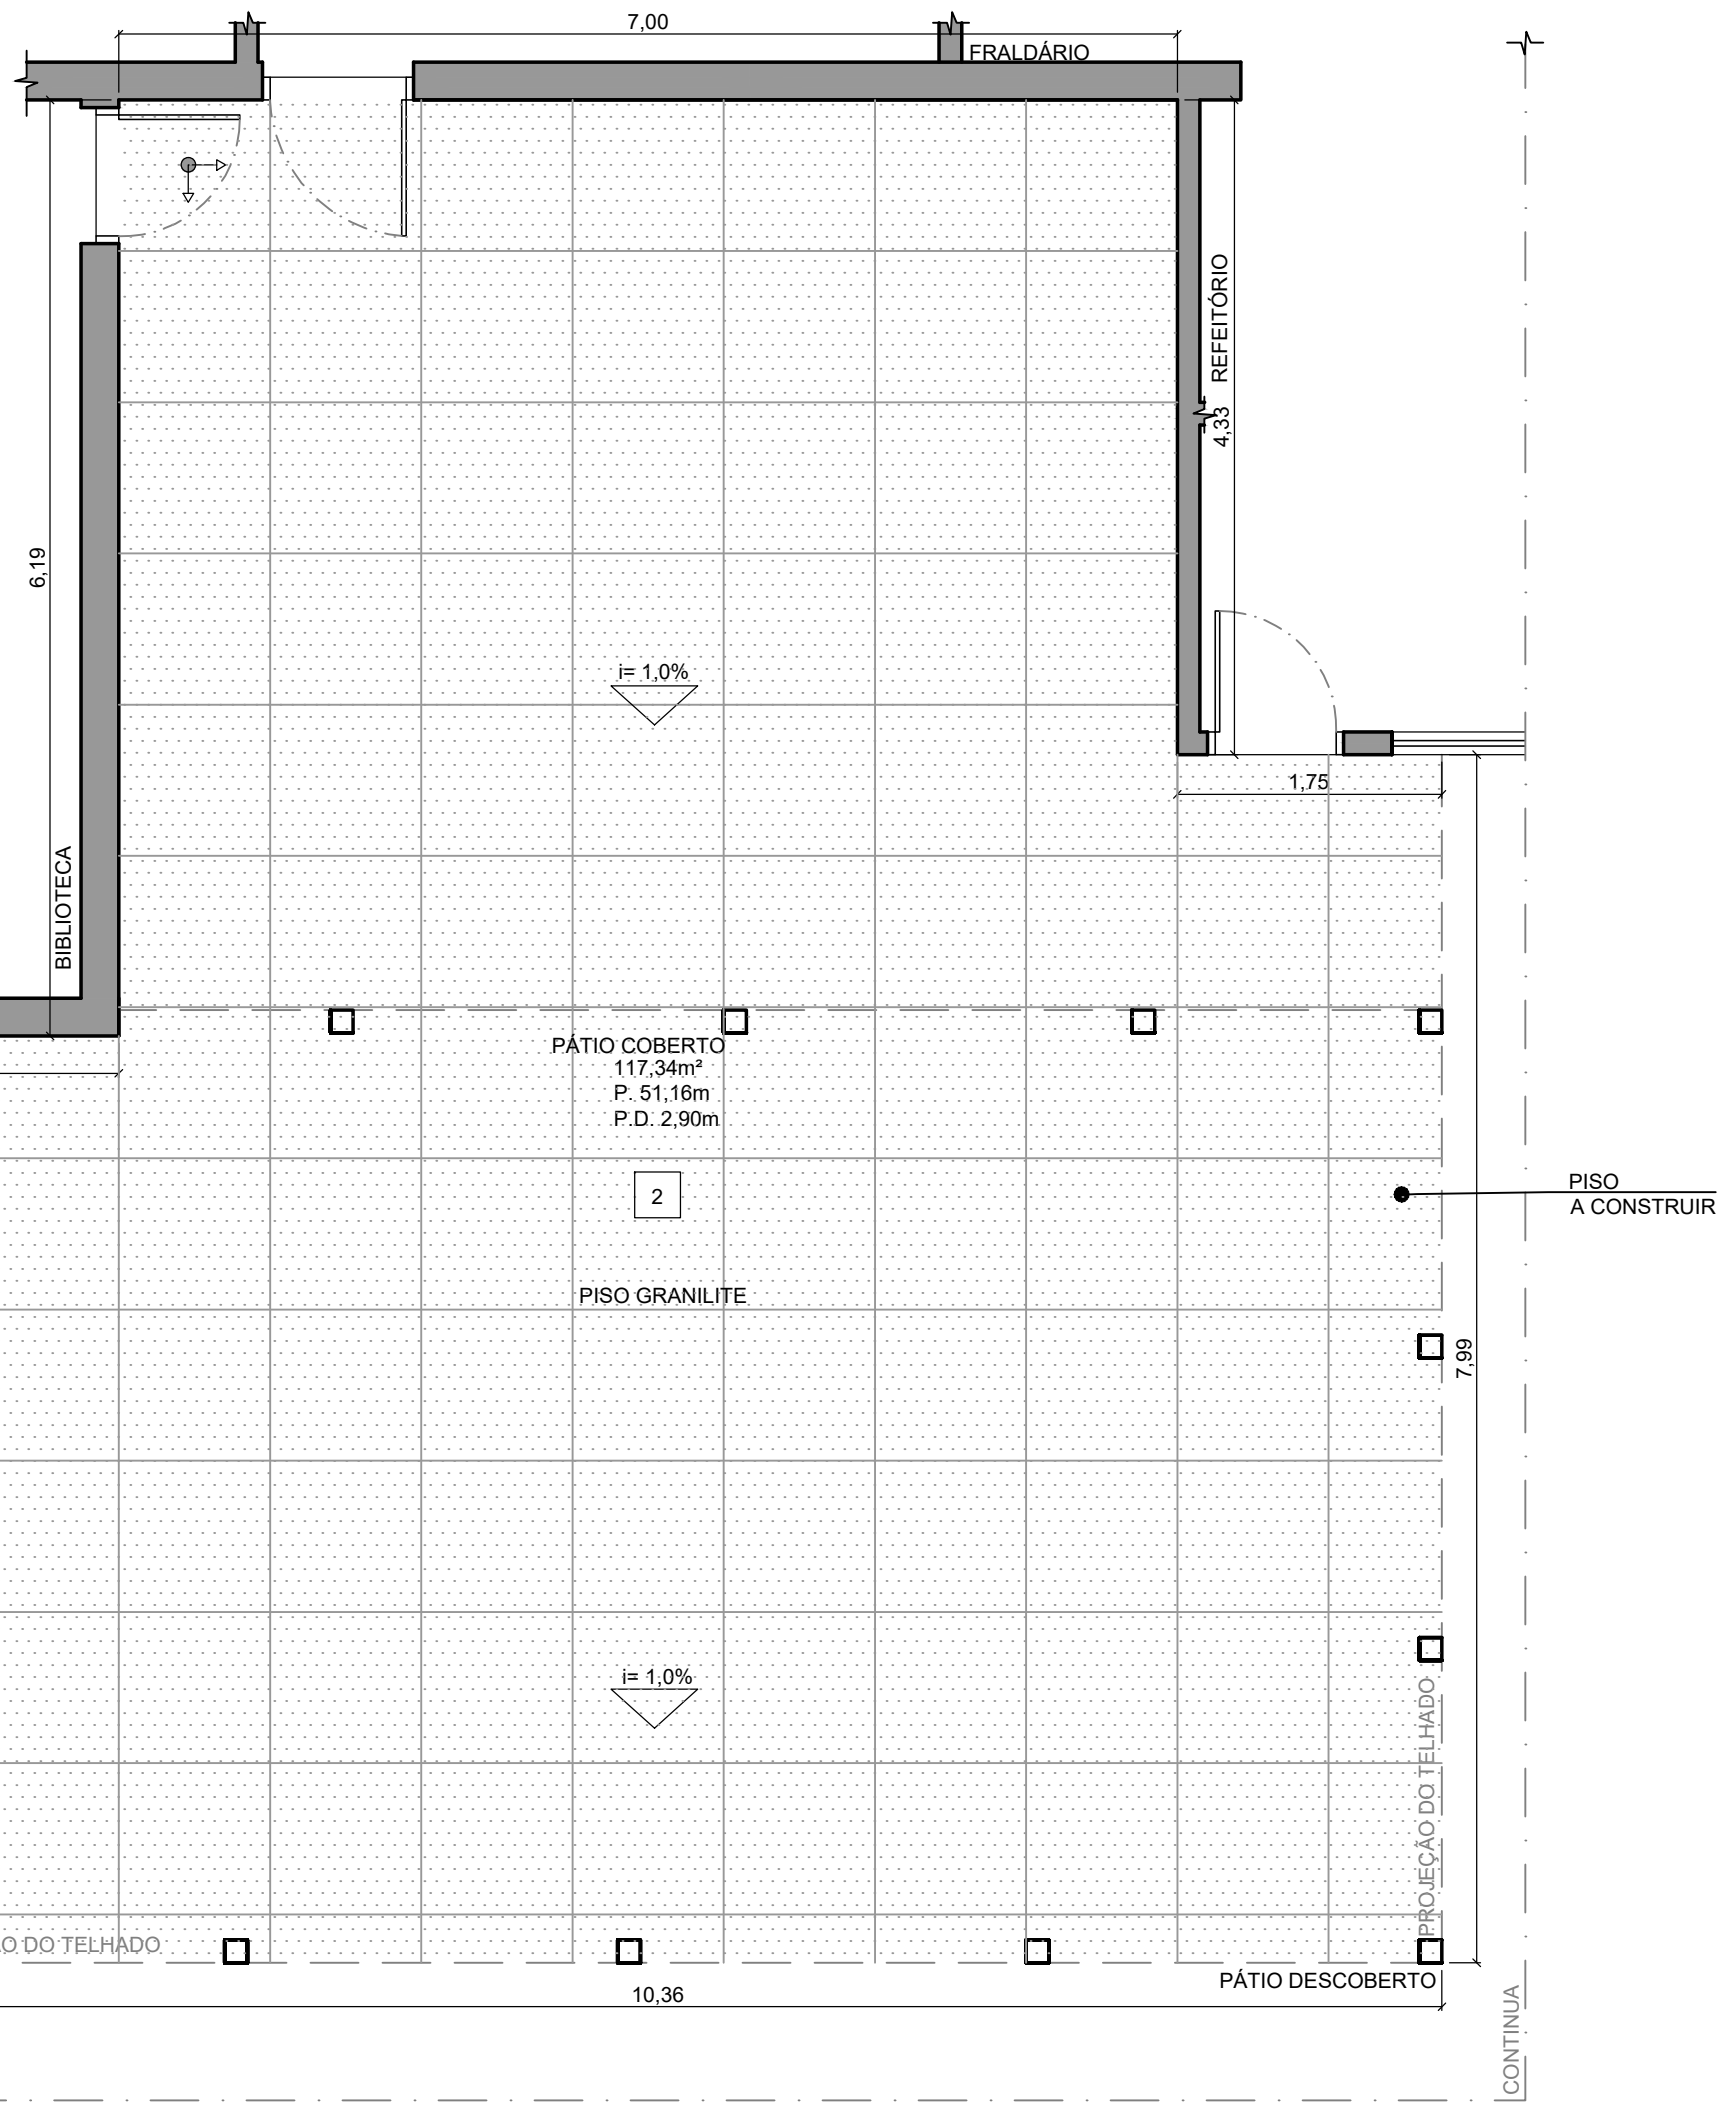 7,00
FRALDÁRIO
REFEITÓRIO
4,33
6,19
i= 1,0%
1,75
BIBLIOTECA
PÁTIO COBERTO
117,34m²
P. 51,16m
P.D. 2,90m
2
PISO
A CONSTRUIR
PISO GRANILITE
7,99
i= 1,0%
PROJEÇÃO DO TELHADO
O DO TELHADO
PÁTIO DESCOBERTO
10,36
CONTINUA